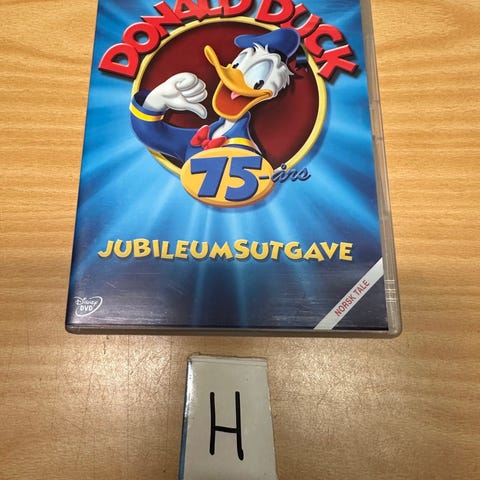 DONALD DUCK
75-års
JUBILEUMSUTGAVE
Disney
DVD
NORSK TALE
H